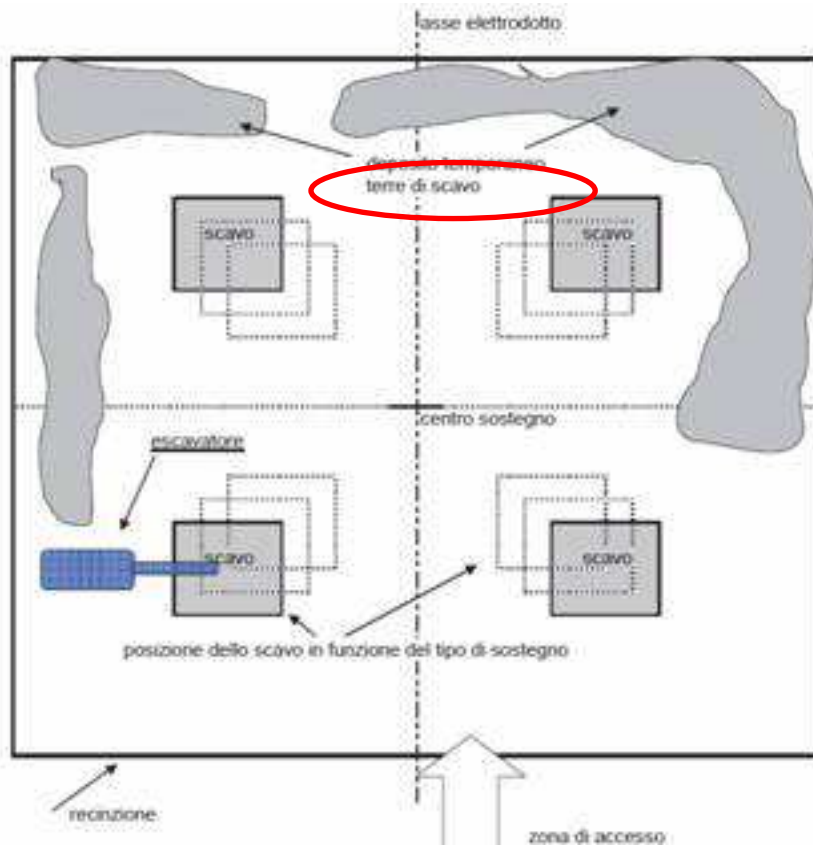 asse elettrodotto
deposito temporaneo
terre di scavo
scavo
scavo
centro sostegno
escavatore
scavo
scavo
posizione dello scavo in funzione del tipo di sostegno
recinzione
zona di accesso